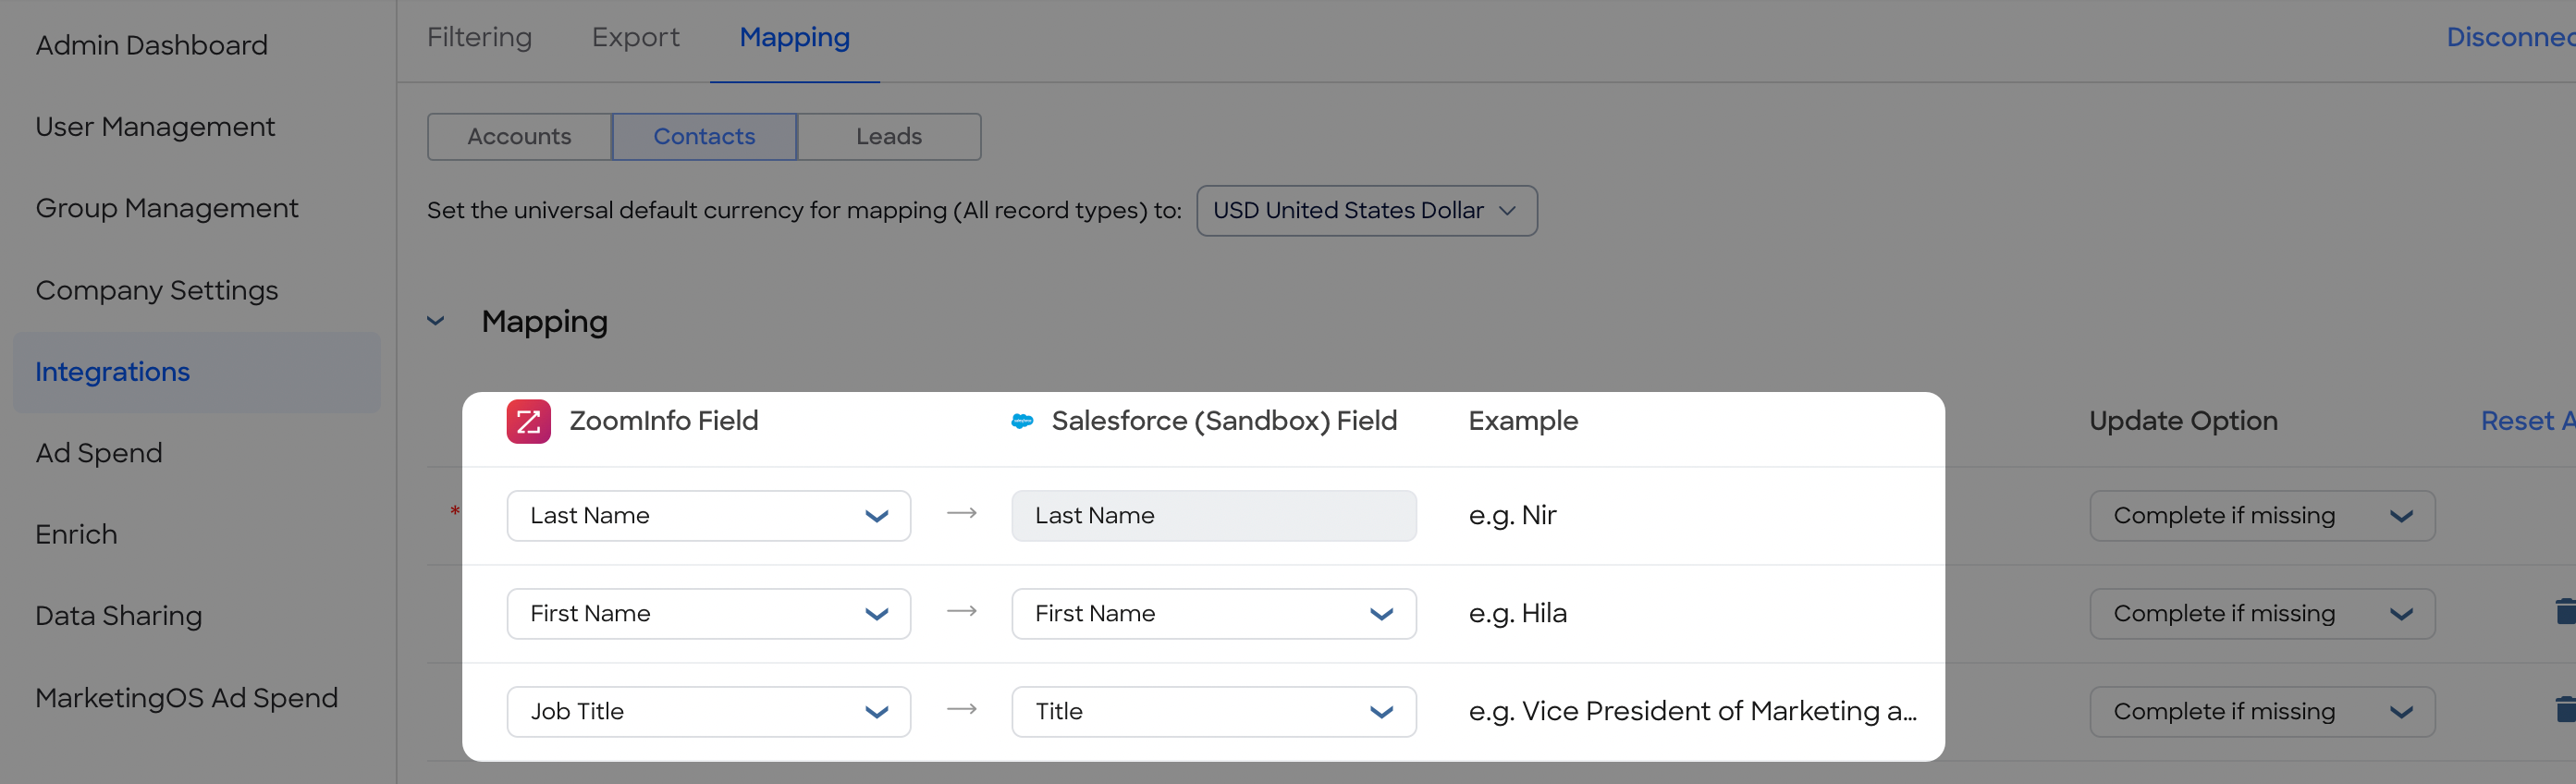 Admin Dashboard
User Management
Group Management
Company Settings
Integrations
Ad Spend
Enrich
Data Sharing
MarketingOS Ad Spend
Filtering Export Mapping Disconnec
Accounts Contacts Leads
Set the universal default currency for mapping (All record types) to: USD United States Dollar
Mapping
ZoomInfo Field Salesforce (Sandbox) Field Example Update Option Reset A
* Last Name → Last Name e.g. Nir Complete if missing
First Name → First Name e.g. Hila Complete if missing
Job Title → Title e.g. Vice President of Marketing a... Complete if missing